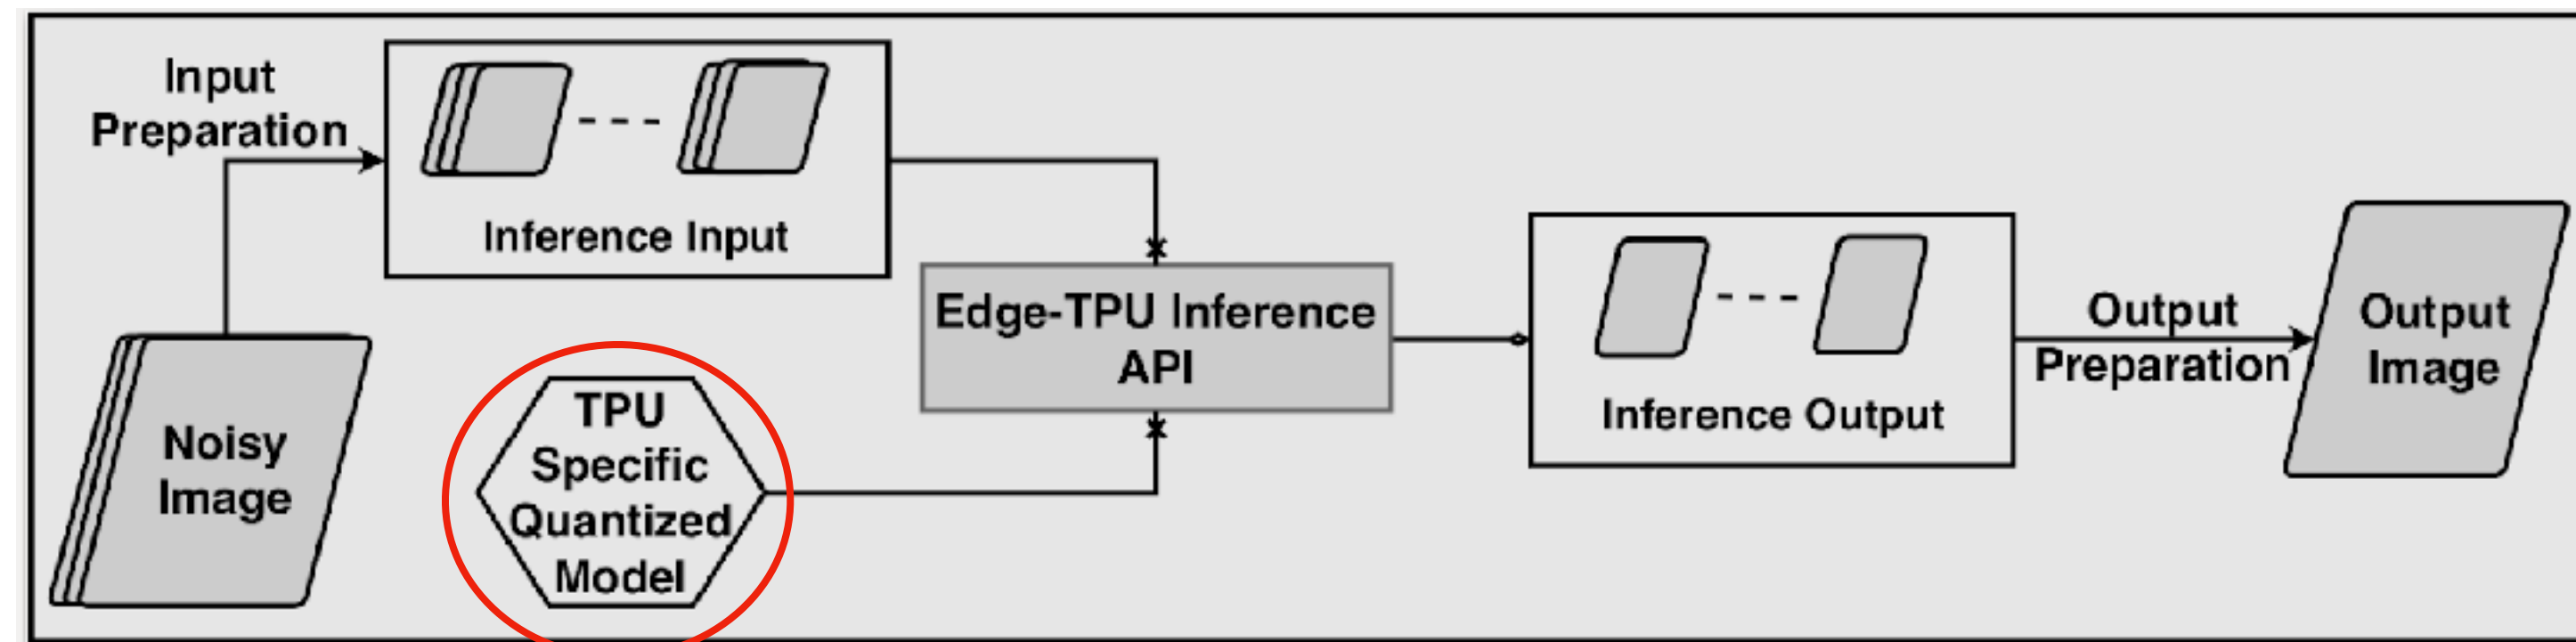 Input
Preparation
Inference Input
Noisy
Image
TPU
Specific
Quantized
Model
Edge-TPU Inference
API
Inference Output
Output
Preparation
Output
Image